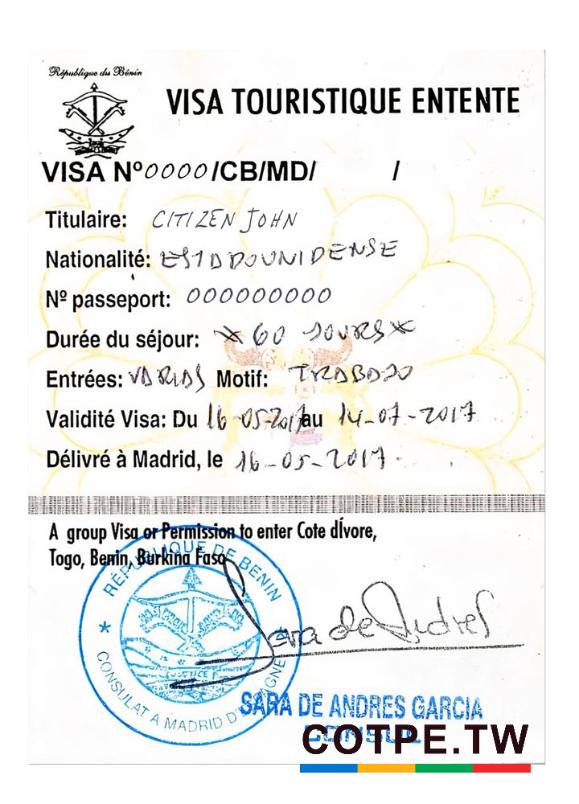 République du Bénin
VISA TOURISTIQUE ENTENTE
VISA Nº 0000/CB/MD/ /
Titulaire: CITIZEN JOHN
Nationalité: ESTADOUNIDENSE
Nº passeport: 000000000
Durée du séjour: *60 JOURS*
Entrées: VARIAS Motif: TRABAJO
Validité Visa: Du 16-05-2017 au 14-07-2017
Délivré à Madrid, le 16-05-2017-
A group Visa or Permission to enter Cote dÍvore,
Togo, Benin, Burkina Faso
RÉPUBLIQUE DE BENIN
CONSULAT A MADRID D'ESPAGNE
Sara de Andres
SARA DE ANDRES GARCIA
CONSUL
COTPE.TW